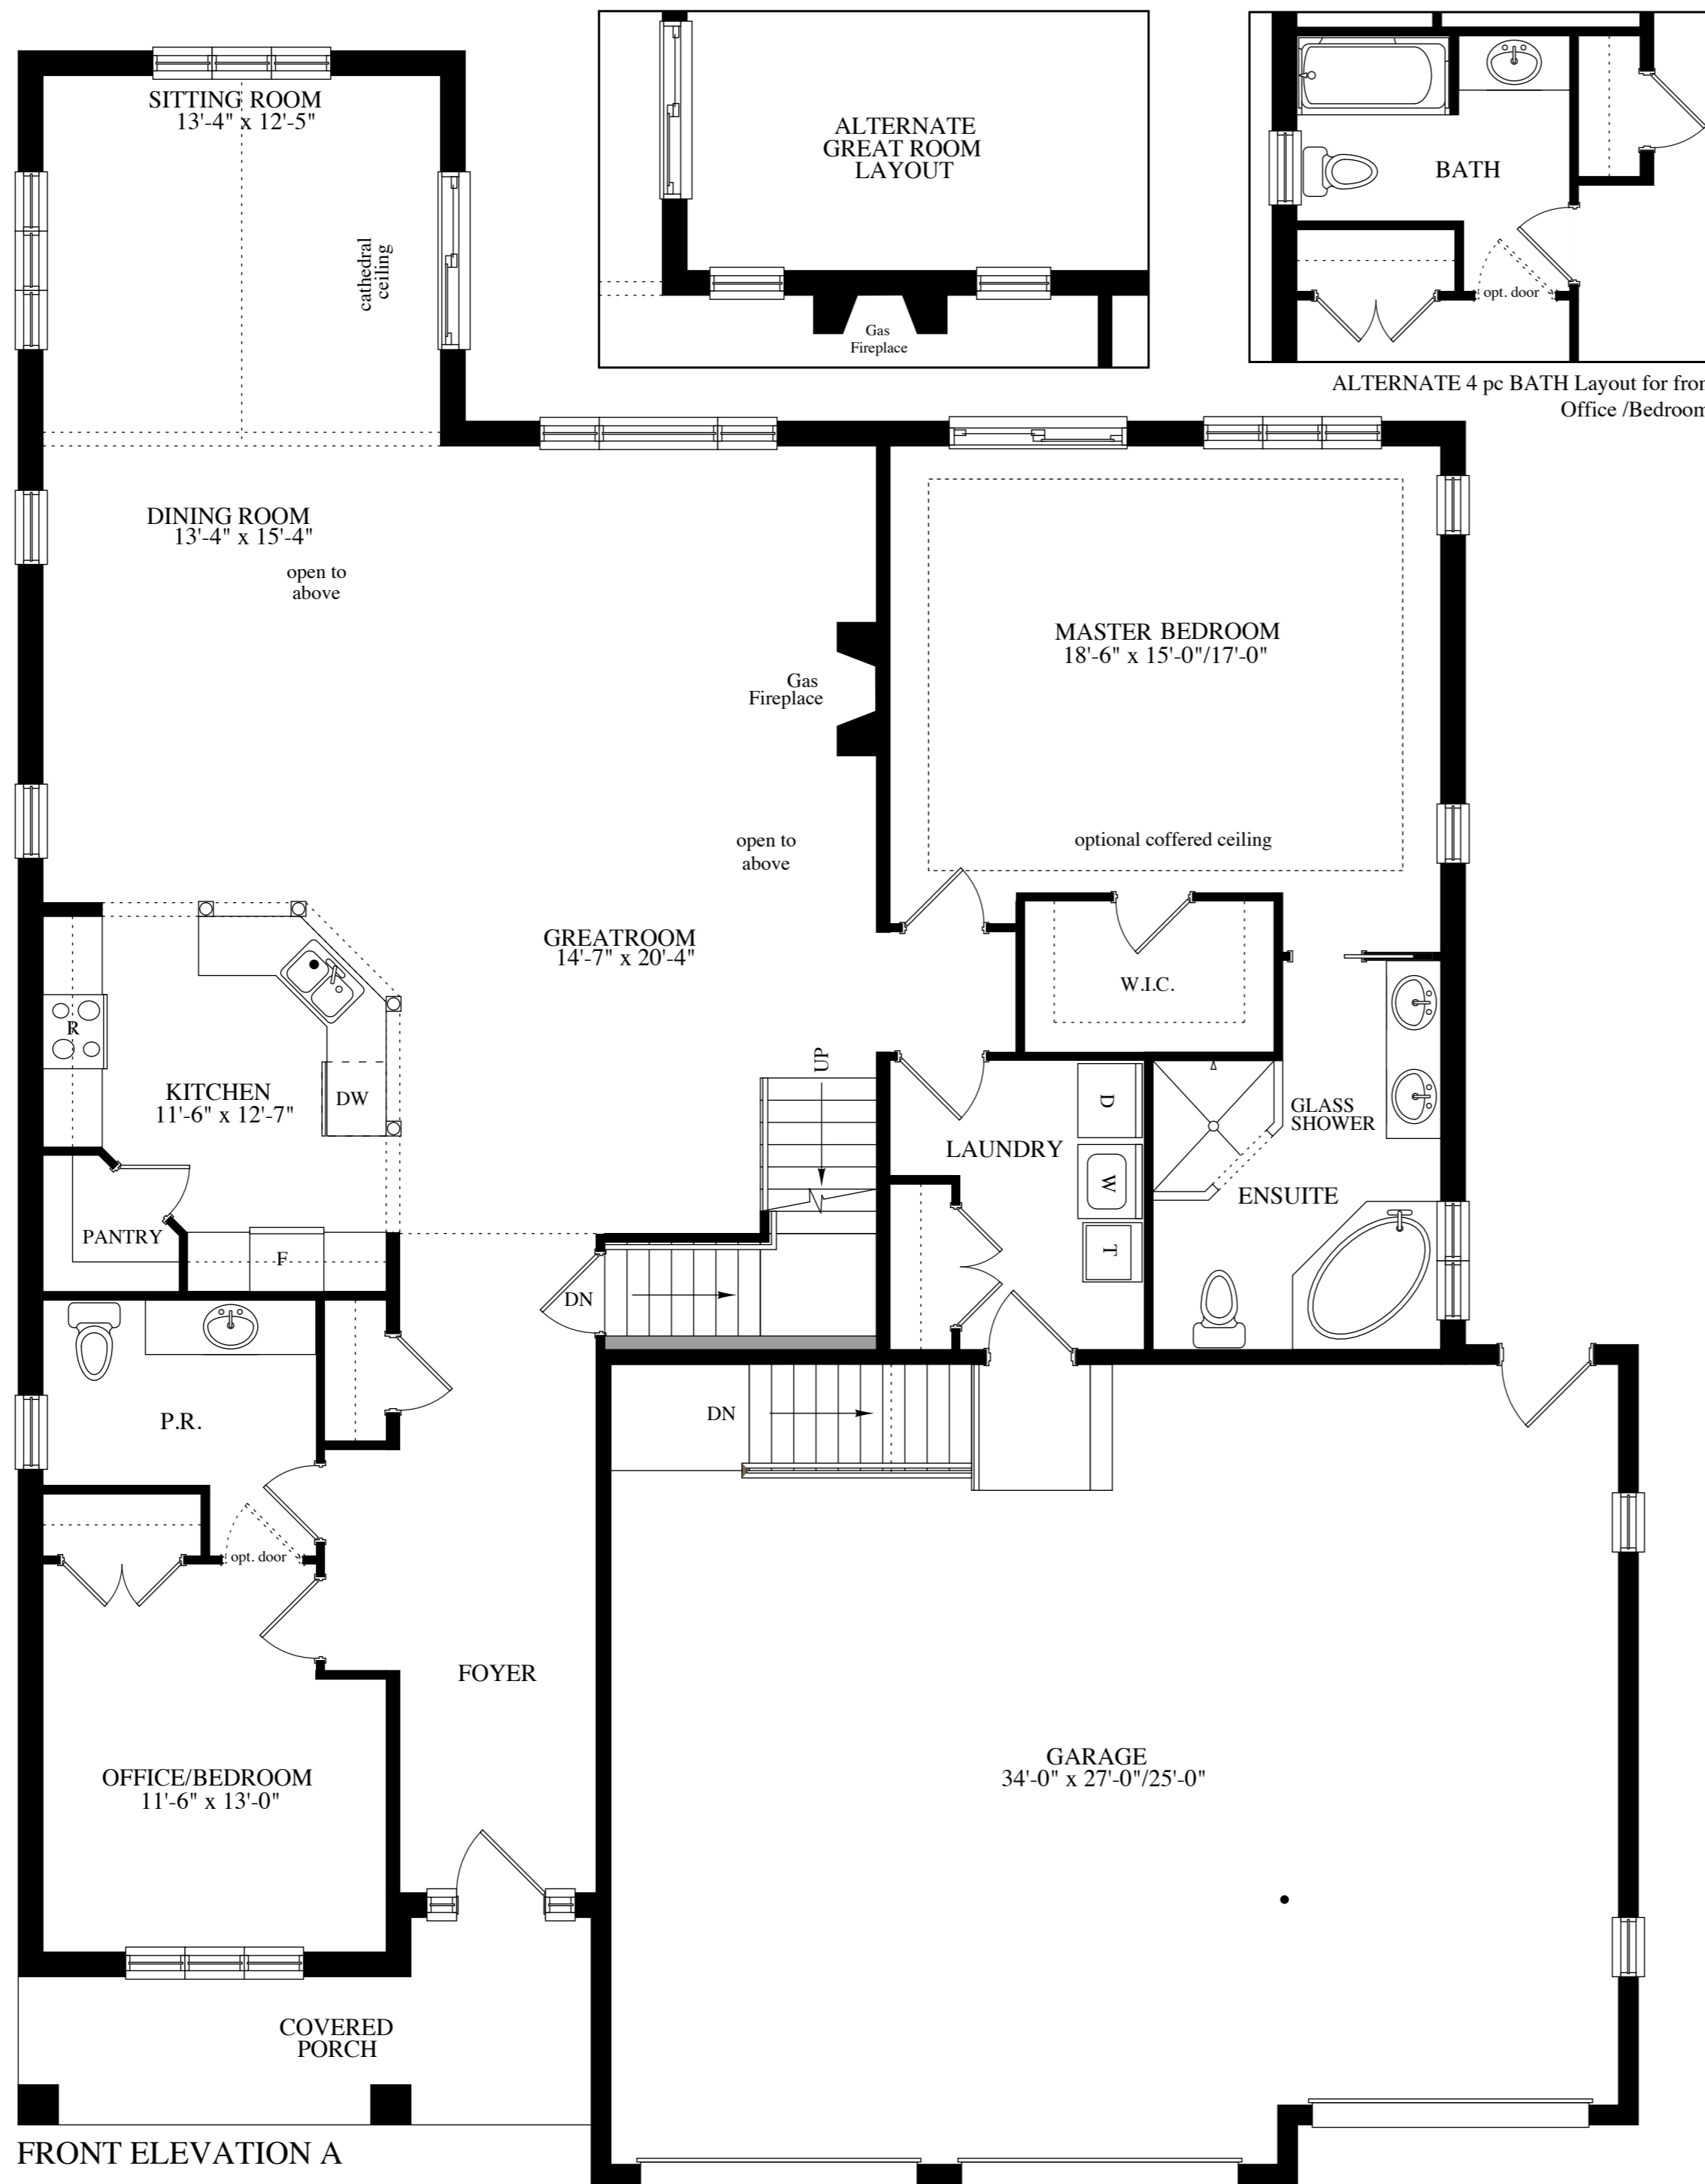 SITTING ROOM
13'-4" x 12'-5"
cathedral
ceiling
ALTERNATE
GREAT ROOM
LAYOUT
Gas
Fireplace
BATH
opt. door
ALTERNATE 4 pc BATH Layout for
Office /Bedroom
DINING ROOM
13'-4" x 15'-4"
open to
above
MASTER BEDROOM
18'-6" x 15'-0"/17'-0"
Gas
Fireplace
open to
above
optional coffered ceiling
GREATROOM
14'-7" x 20'-4"
W.I.C.
R
KITCHEN
11'-6" x 12'-7"
DW
UP
D
GLASS
SHOWER
LAUNDRY
W
ENSUITE
PANTRY
F
T
DN
P.R.
DN
opt. door
FOYER
GARAGE
34'-0" x 27'-0"/25'-0"
OFFICE/BEDROOM
11'-6" x 13'-0"
COVERED
PORCH
FRONT ELEVATION A